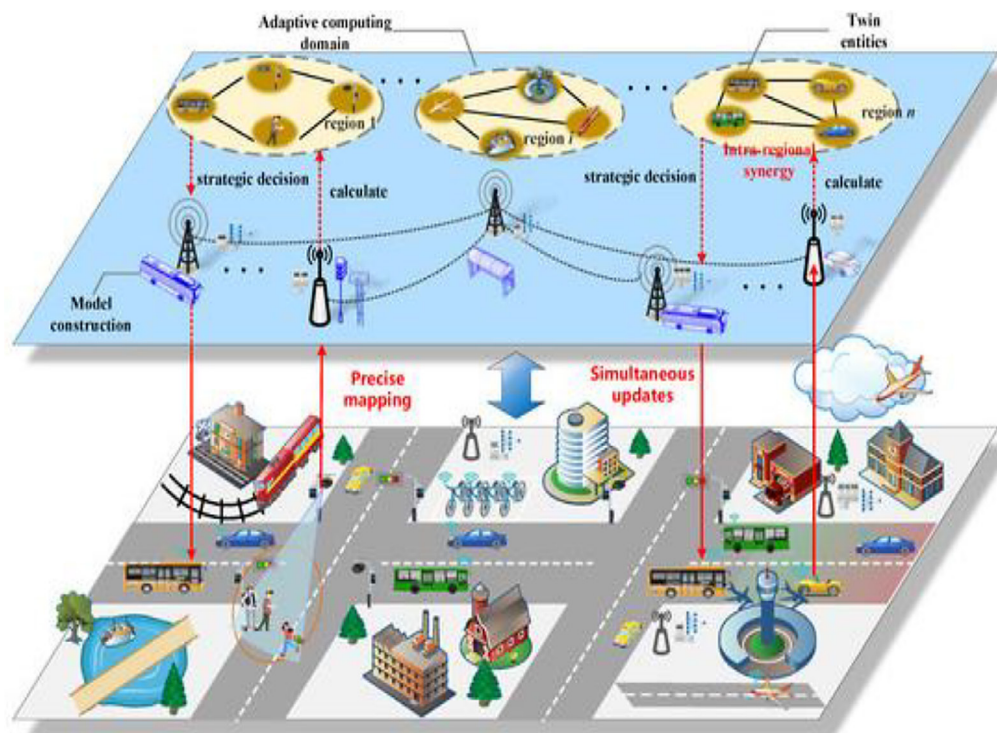 Adaptive computing
domain
Twin
entities
region 1
region i
region n
Intra-regional
synergy
strategic decision
calculate
strategic decision
calculate
Model
construction
Precise
mapping
Simultaneous
updates